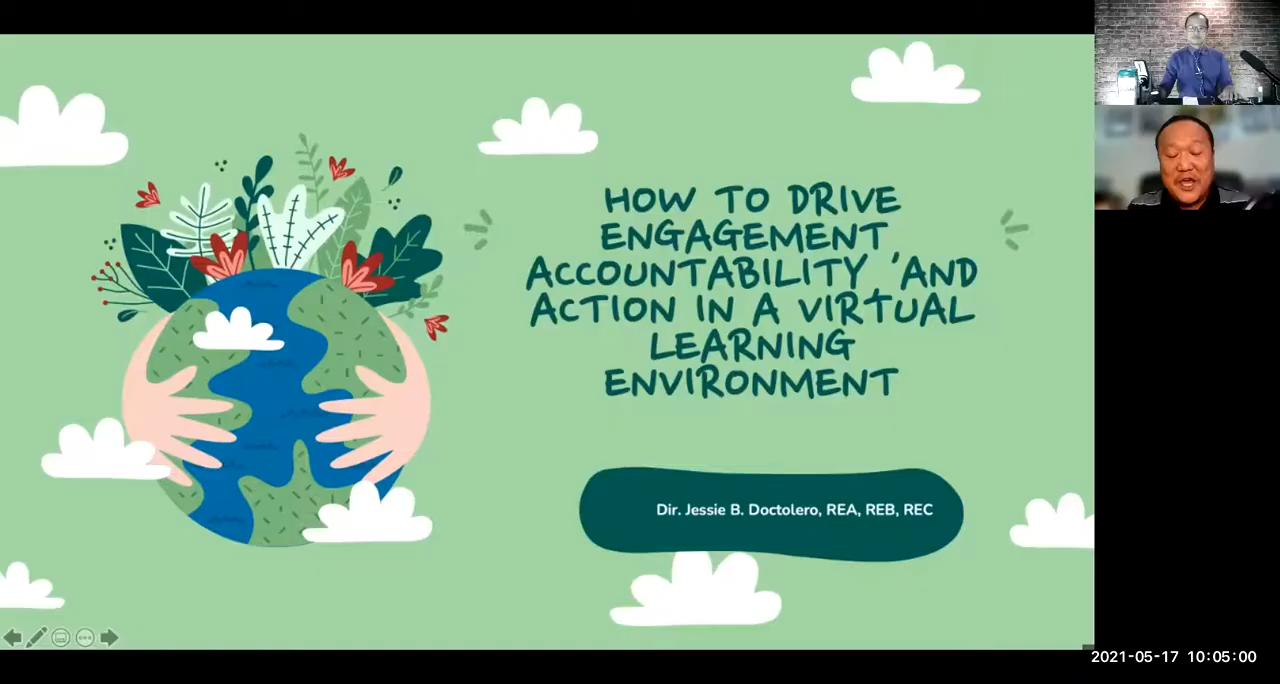 HOW TO DRIVE
ENGAGEMENT
ACCOUNTABILITY 'AND
ACTION IN A VIRTUAL
LEARNING
ENVIRONMENT
Dir. Jessie B. Doctolero, REA, REB, REC
2021-05-17 10:05:00